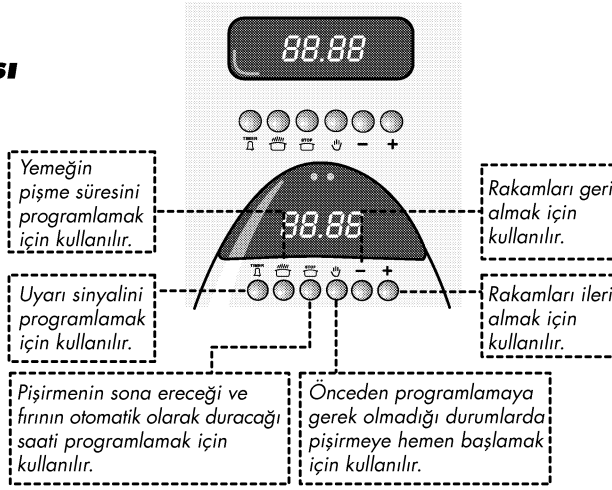 sı
88.88
TIMER STOP − +
Yemeğin
pişme süresini
programlamak
için kullanılır.
88.88
Rakamları geri
almak için
kullanılır.
TIMER STOP − +
Uyarı sinyalini
programlamak
için kullanılır.
Rakamları ileri
almak için
kullanılır.
Pişirmenin sona ereceği ve
fırının otomatik olarak duracağı
saati programlamak için
kullanılır.
Önceden programlamaya
gerek olmadığı durumlarda
pişirmeye hemen başlamak
için kullanılır.